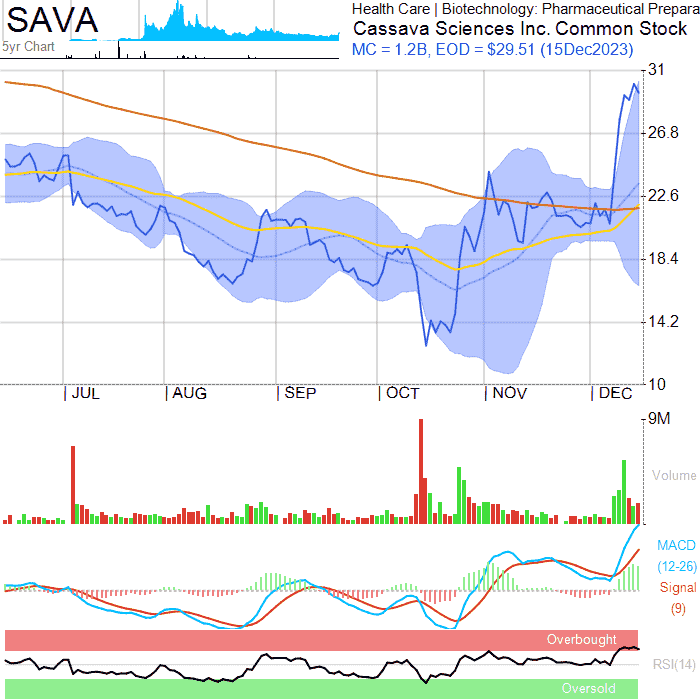 SAVA
5yr Chart
Health Care | Biotechnology: Pharmaceutical Prepara
Cassava Sciences Inc. Common Stock
MC = 1.2B, EOD = $29.51 (15Dec2023)
31
26.8
22.6
18.4
14.2
10
JUL AUG SEP OCT NOV DEC
9M
Volume
MACD
(12-26)
Signal
(9)
Overbought
RSI(14)
Oversold